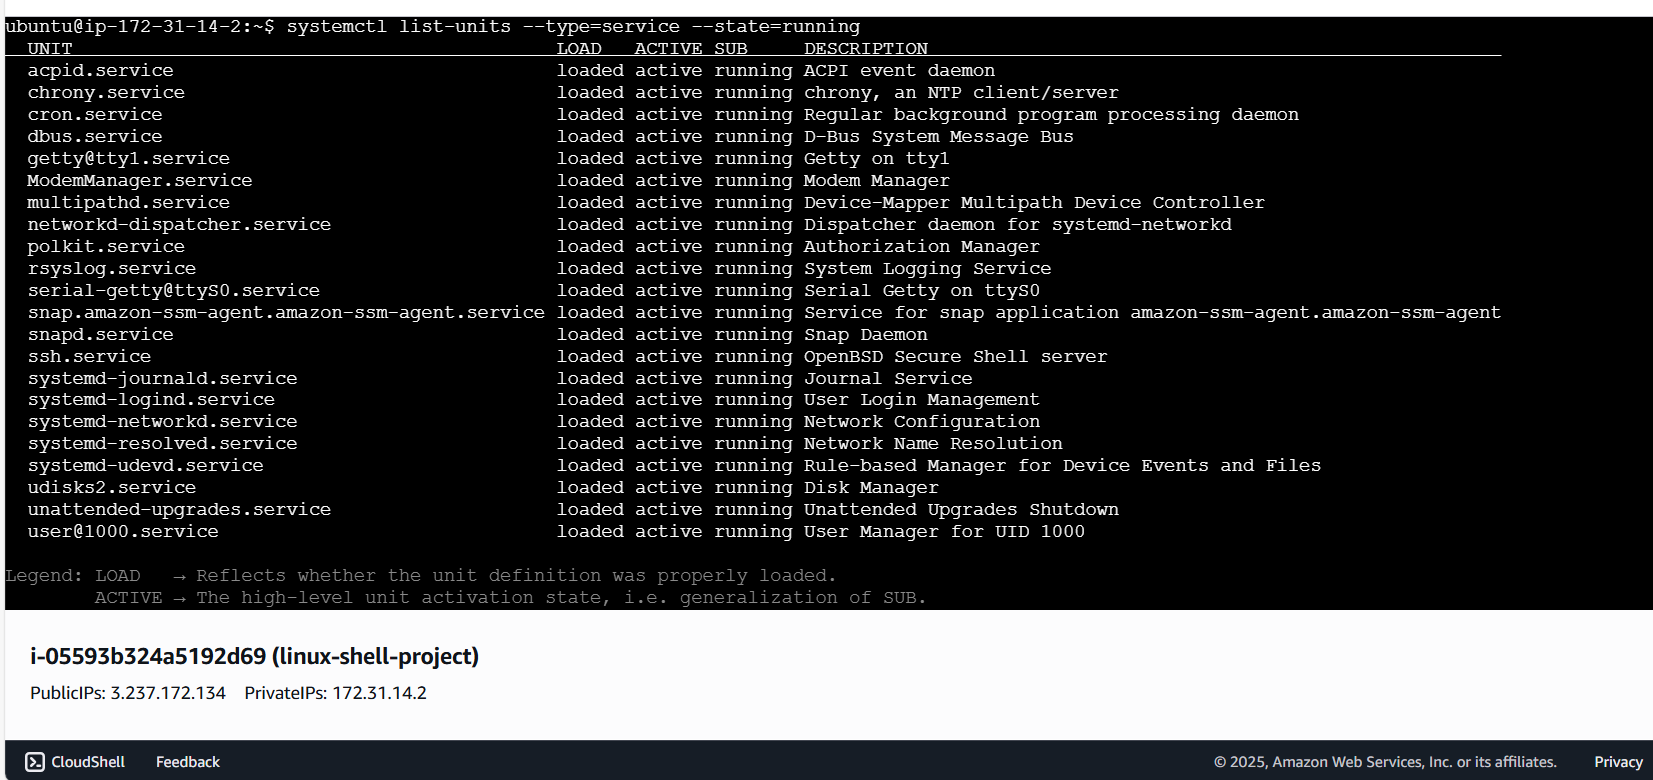 ubuntu@ip-172-31-14-2:~$ systemctl list-units --type=service --state=running
UNIT LOAD ACTIVE SUB DESCRIPTION
acpid.service loaded active running ACPI event daemon
chrony.service loaded active running chrony, an NTP client/server
cron.service loaded active running Regular background program processing daemon
dbus.service loaded active running D-Bus System Message Bus
getty@tty1.service loaded active running Getty on tty1
ModemManager.service loaded active running Modem Manager
multipathd.service loaded active running Device-Mapper Multipath Device Controller
networkd-dispatcher.service loaded active running Dispatcher daemon for systemd-networkd
polkit.service loaded active running Authorization Manager
rsyslog.service loaded active running System Logging Service
serial-getty@ttyS0.service loaded active running Serial Getty on ttyS0
snap.amazon-ssm-agent.amazon-ssm-agent.service loaded active running Service for snap application amazon-ssm-agent.amazon-ssm-agent
snapd.service loaded active running Snap Daemon
ssh.service loaded active running OpenBSD Secure Shell server
systemd-journald.service loaded active running Journal Service
systemd-logind.service loaded active running User Login Management
systemd-networkd.service loaded active running Network Configuration
systemd-resolved.service loaded active running Network Name Resolution
systemd-udevd.service loaded active running Rule-based Manager for Device Events and Files
udisks2.service loaded active running Disk Manager
unattended-upgrades.service loaded active running Unattended Upgrades Shutdown
user@1000.service loaded active running User Manager for UID 1000
Legend: LOAD → Reflects whether the unit definition was properly loaded.
ACTIVE → The high-level unit activation state, i.e. generalization of SUB.
i-05593b324a5192d69 (linux-shell-project)
PublicIPs: 3.237.172.134 PrivateIPs: 172.31.14.2
CloudShell Feedback © 2025, Amazon Web Services, Inc. or its affiliates. Privacy